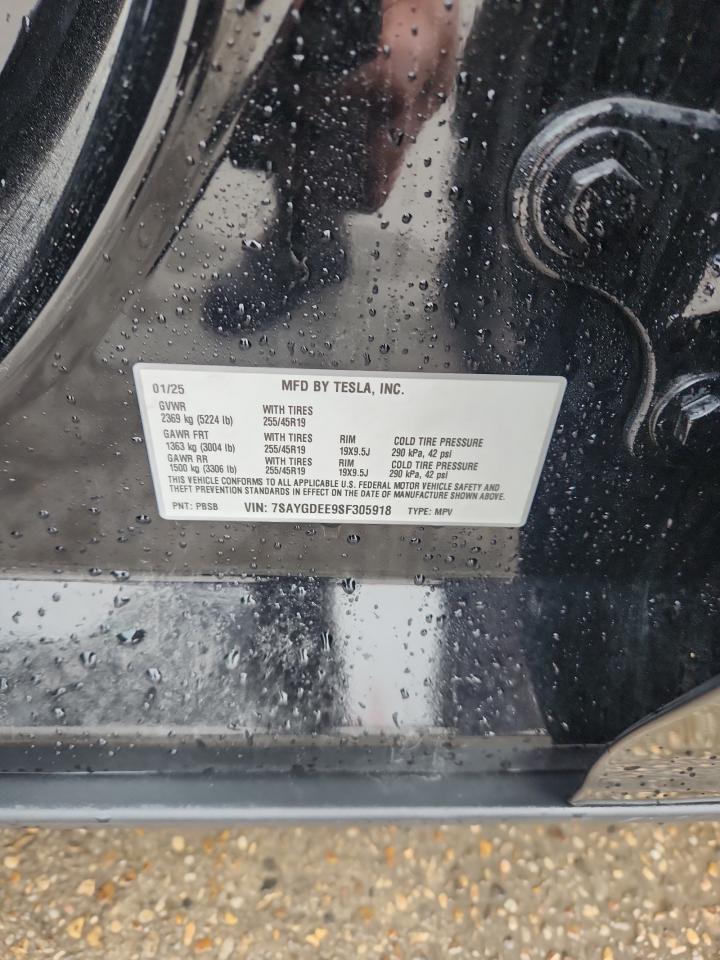 01/25 MFD BY TESLA, INC.
GVWR WITH TIRES
2369 kg (5224 lb) 255/45R19
GAWR FRT WITH TIRES RIM COLD TIRE PRESSURE
1363 kg (3004 lb) 255/45R19 19X9.5J 290 kPa, 42 psi
GAWR RR WITH TIRES RIM COLD TIRE PRESSURE
1500 kg (3306 lb) 255/45R19 19X9.5J 290 kPa, 42 psi
THIS VEHICLE CONFORMS TO ALL APPLICABLE U.S. FEDERAL MOTOR VEHICLE SAFETY AND
THEFT PREVENTION STANDARDS IN EFFECT ON THE DATE OF MANUFACTURE SHOWN ABOVE.
PNT: PBSB VIN: 7SAYGDEE9SF305918 TYPE: MPV